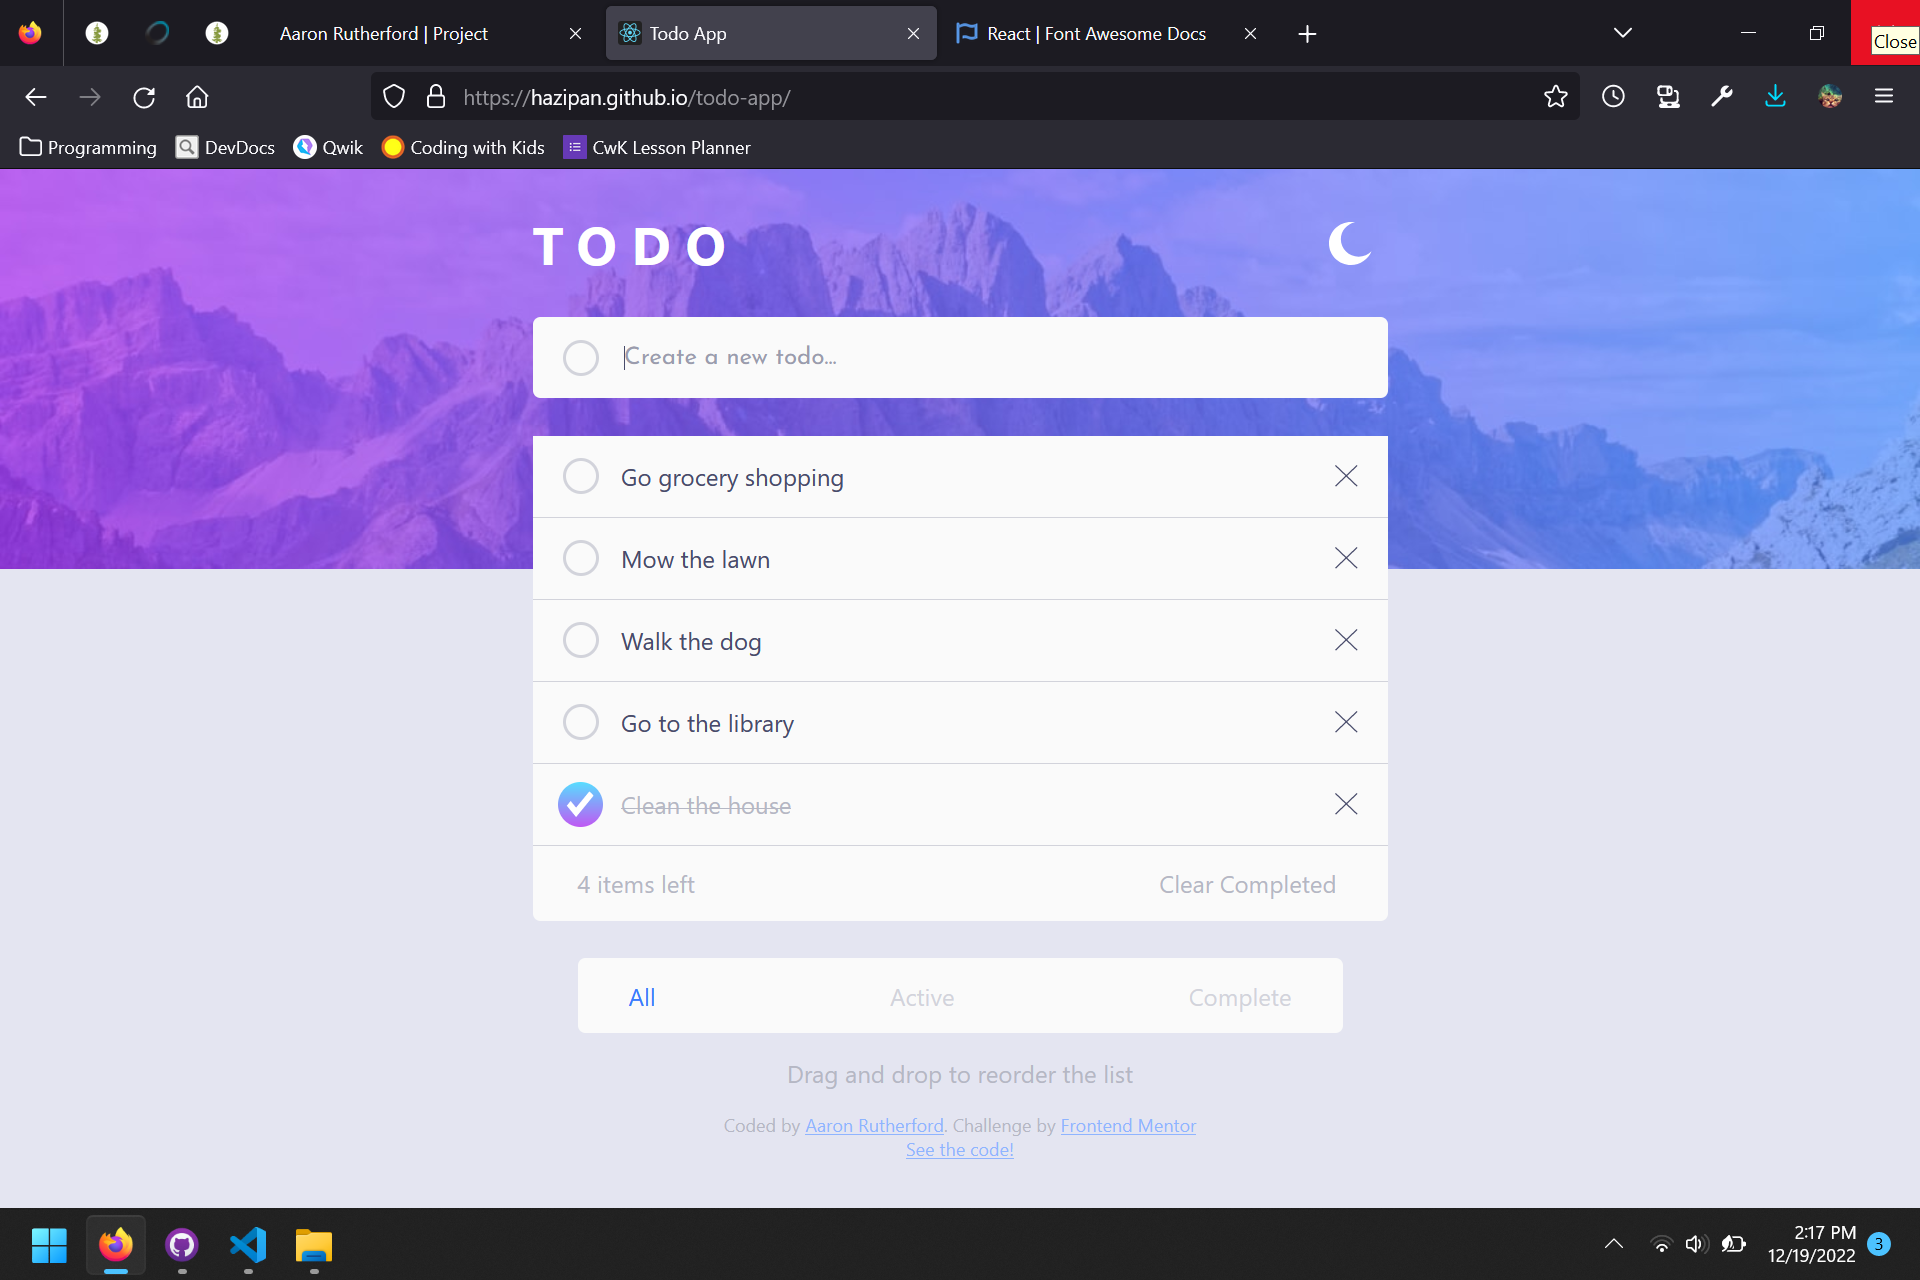 Aaron Rutherford | Project
Todo App
React | Font Awesome Docs
Close
https://hazipan.github.io/todo-app/
Programming
DevDocs
Qwik
Coding with Kids
CwK Lesson Planner
TODO
Create a new todo...
Go grocery shopping
Mow the lawn
Walk the dog
Go to the library
Clean the house
4 items left
Clear Completed
All
Active
Complete
Drag and drop to reorder the list
Coded by Aaron Rutherford. Challenge by Frontend Mentor
See the code!
2:17 PM
12/19/2022
3